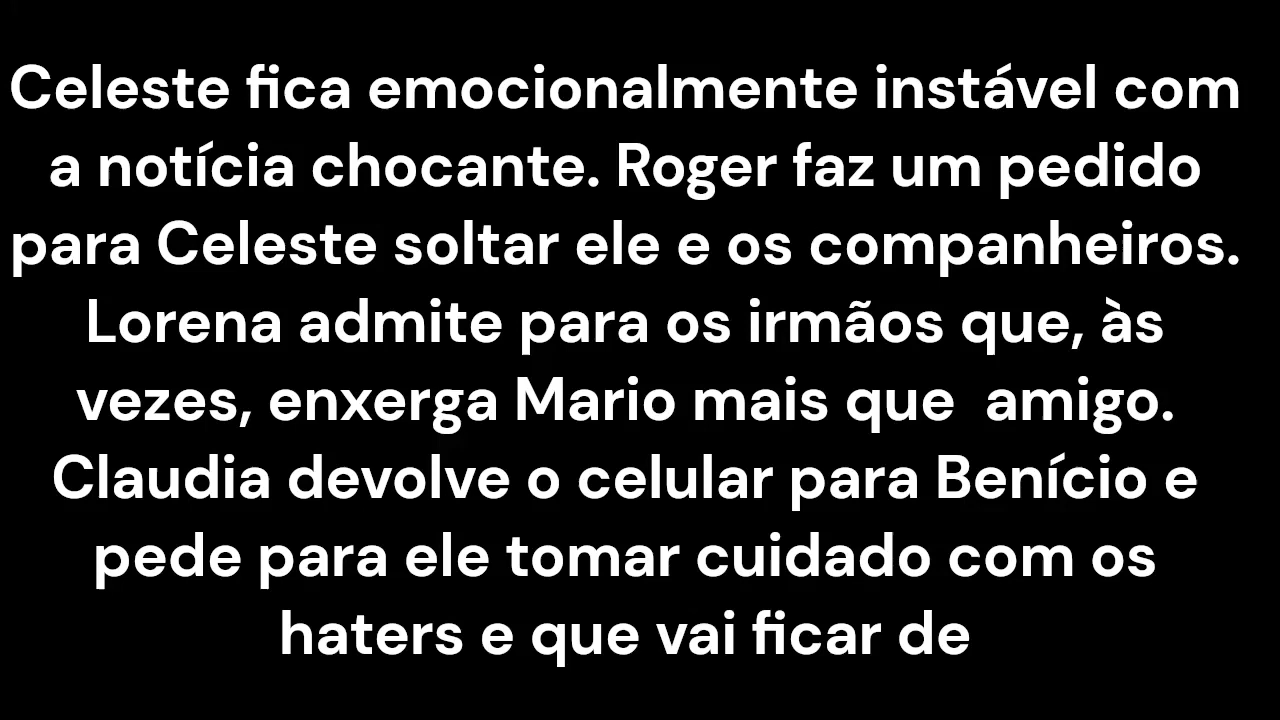 Celeste fica emocionalmente instável com
a notícia chocante. Roger faz um pedido
para Celeste soltar ele e os companheiros.
Lorena admite para os irmãos que, às
vezes, enxerga Mario mais que  amigo.
Claudia devolve o celular para Benício e
pede para ele tomar cuidado com os
haters e que vai ficar de